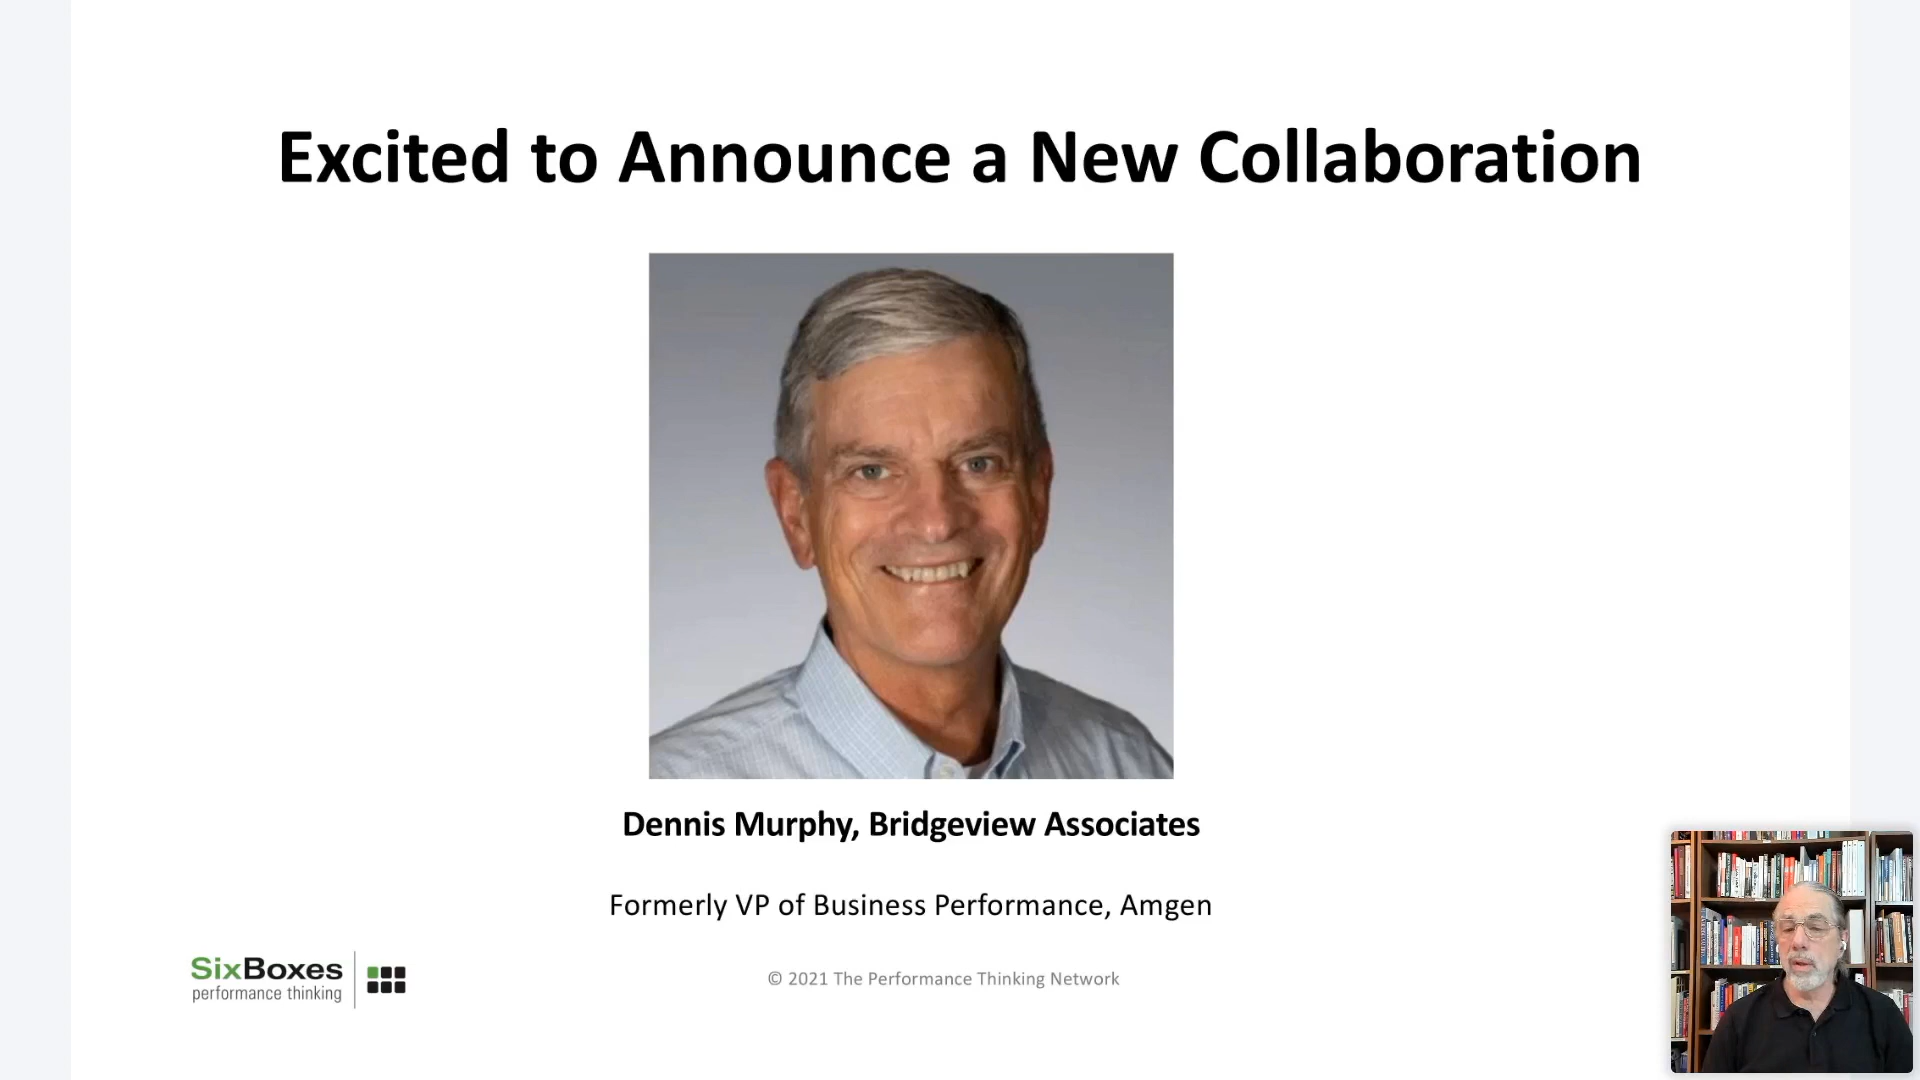 Excited to Announce a New Collaboration
Dennis Murphy, Bridgeview Associates
Formerly VP of Business Performance, Amgen
SixBoxes
performance thinking
© 2021 The Performance Thinking Network